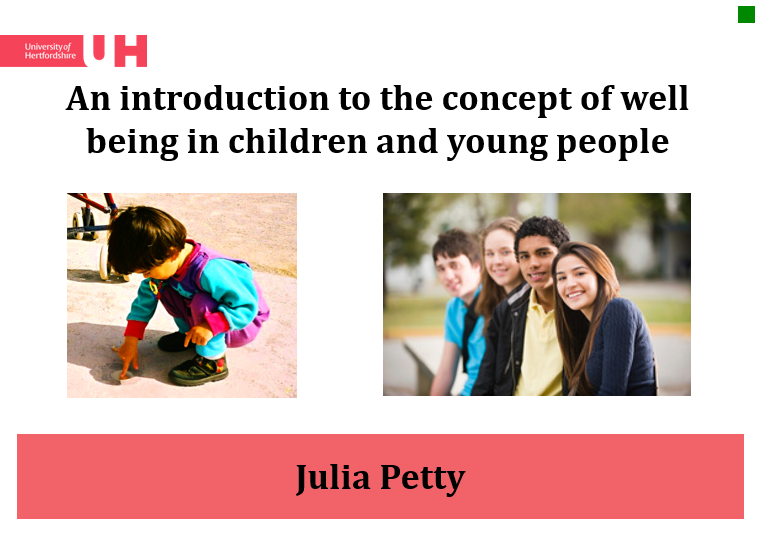 University of
Hertfordshire
UH
An introduction to the concept of well
being in children and young people
Julia Petty